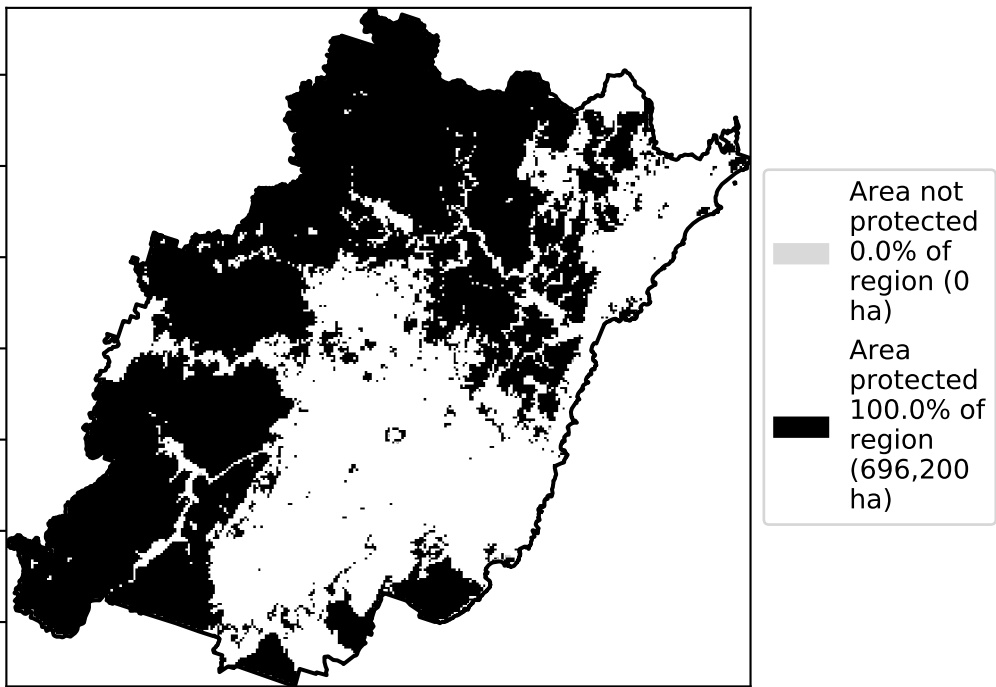 Area not
protected
0.0% of
region (0
ha)
Area
protected
100.0% of
region
(696,200
ha)